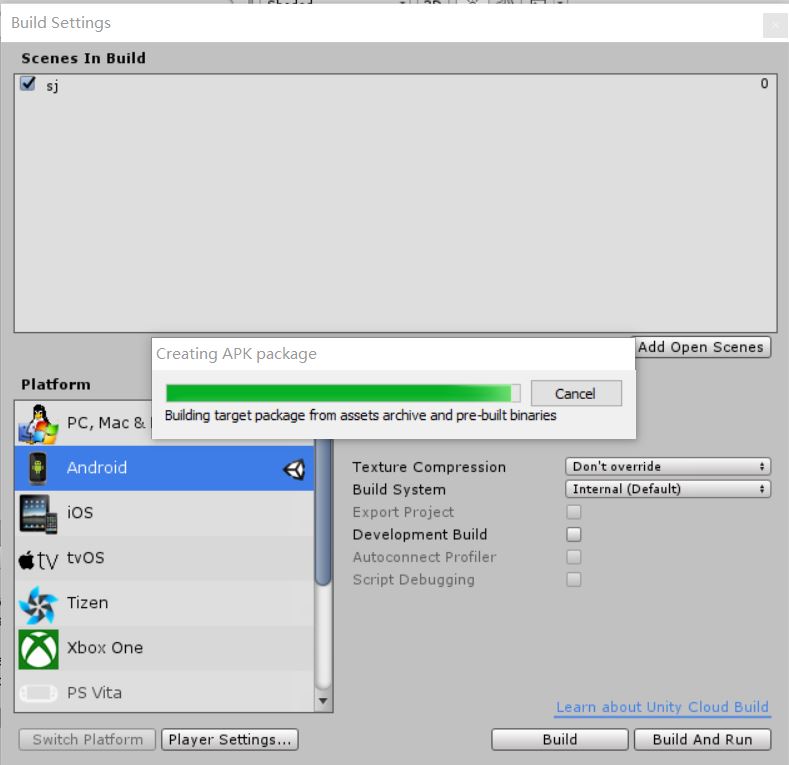 Build Settings
Scenes In Build
sj 0
Creating APK package
Add Open Scenes
Cancel
Building target package from assets archive and pre-built binaries
Platform
PC, Mac &
Android
iOS
tv tvOS
Tizen
Xbox One
PS Vita
Texture Compression Don't override
Build System Internal (Default)
Export Project
Development Build
Autoconnect Profiler
Script Debugging
Learn about Unity Cloud Build
Switch Platform Player Settings... Build Build And Run